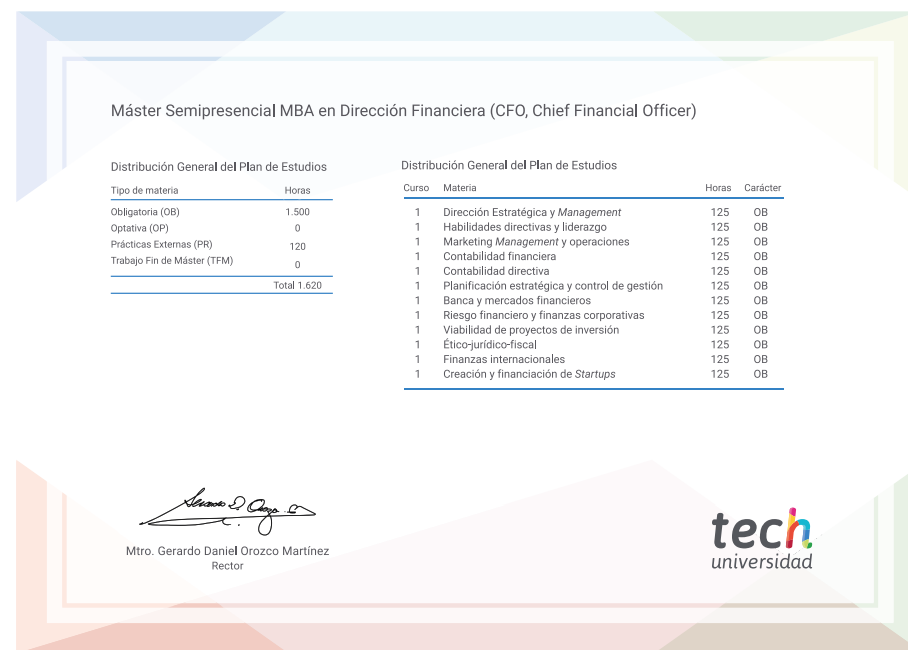 Máster Semipresencial MBA en Dirección Financiera (CFO, Chief Financial Officer)
Distribución General del Plan de Estudios
Tipo de materia Horas
Obligatoria (OB) 1.500
Optativa (OP) 0
Prácticas Externas (PR) 120
Trabajo Fin de Máster (TFM) 0
Total 1.620
Distribución General del Plan de Estudios
Curso Materia Horas Carácter
1 Dirección Estratégica y Management 125 OB
1 Habilidades directivas y liderazgo 125 OB
1 Marketing Management y operaciones 125 OB
1 Contabilidad financiera 125 OB
1 Contabilidad directiva 125 OB
1 Planificación estratégica y control de gestión 125 OB
1 Banca y mercados financieros 125 OB
1 Riesgo financiero y finanzas corporativas 125 OB
1 Viabilidad de proyectos de inversión 125 OB
1 Ético-jurídico-fiscal 125 OB
1 Finanzas internacionales 125 OB
1 Creación y financiación de Startups 125 OB
Mtro. Gerardo Daniel Orozco Martínez
Rector
tech
universidad